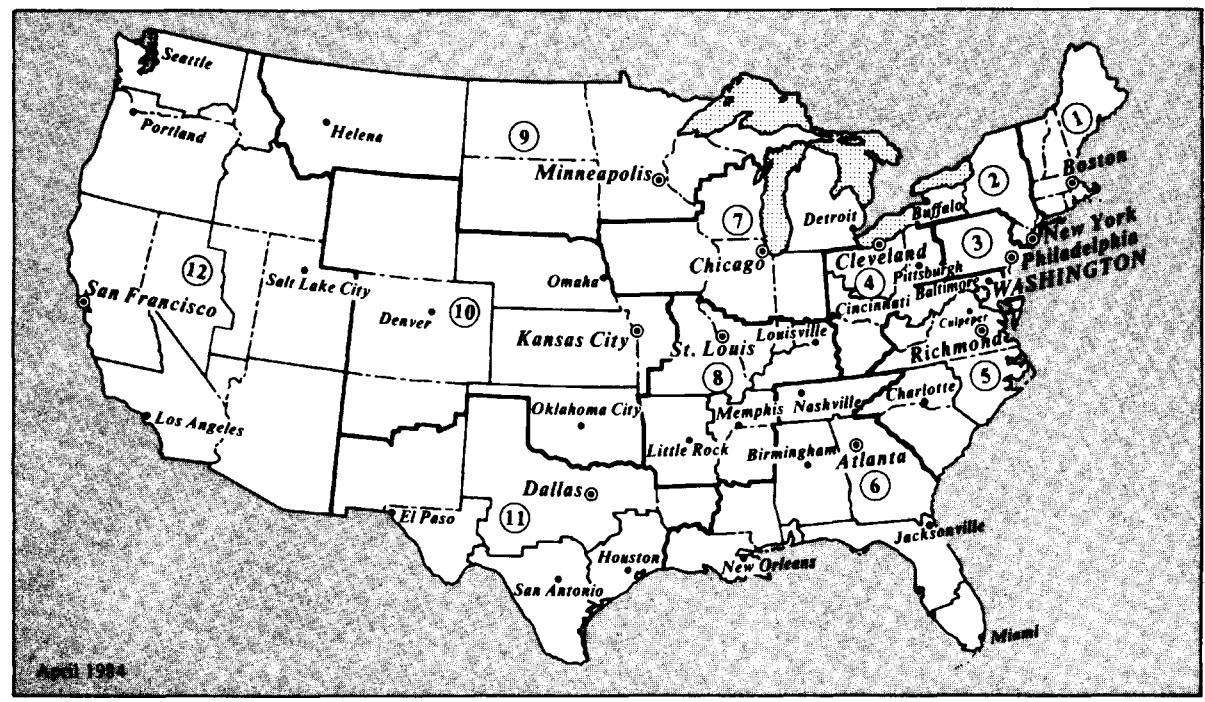 Seattle
Portland
Helena
9
Minneapolis
1
Boston
2
Buffalo
Detroit
7
New York
Philadelphia
3
Cleveland
Pittsburgh
WASHINGTON
Baltimore
4
Cincinnati
Chicago
12
San Francisco
Salt Lake City
Omaha
Denver
10
Kansas City
St. Louis
Louisville
Culpeper
Richmond
8
5
Charlotte
Los Angeles
Oklahoma City
Memphis
Nashville
Little Rock
Birmingham
Atlanta
6
Dallas
11
El Paso
Jacksonville
Houston
New Orleans
San Antonio
Miami
April 1984